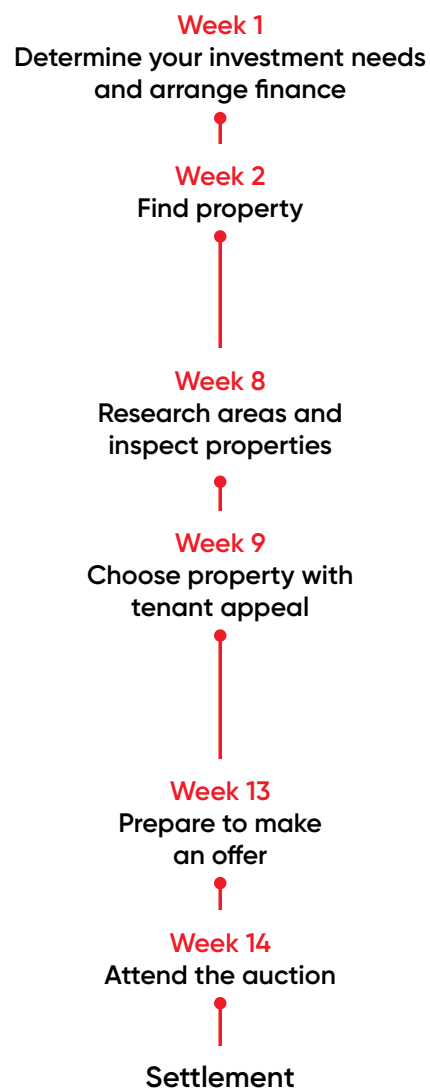 Week 1
Determine your investment needs
and arrange finance
Week 2
Find property
Week 8
Research areas and
inspect properties
Week 9
Choose property with
tenant appeal
Week 13
Prepare to make
an offer
Week 14
Attend the auction
Settlement